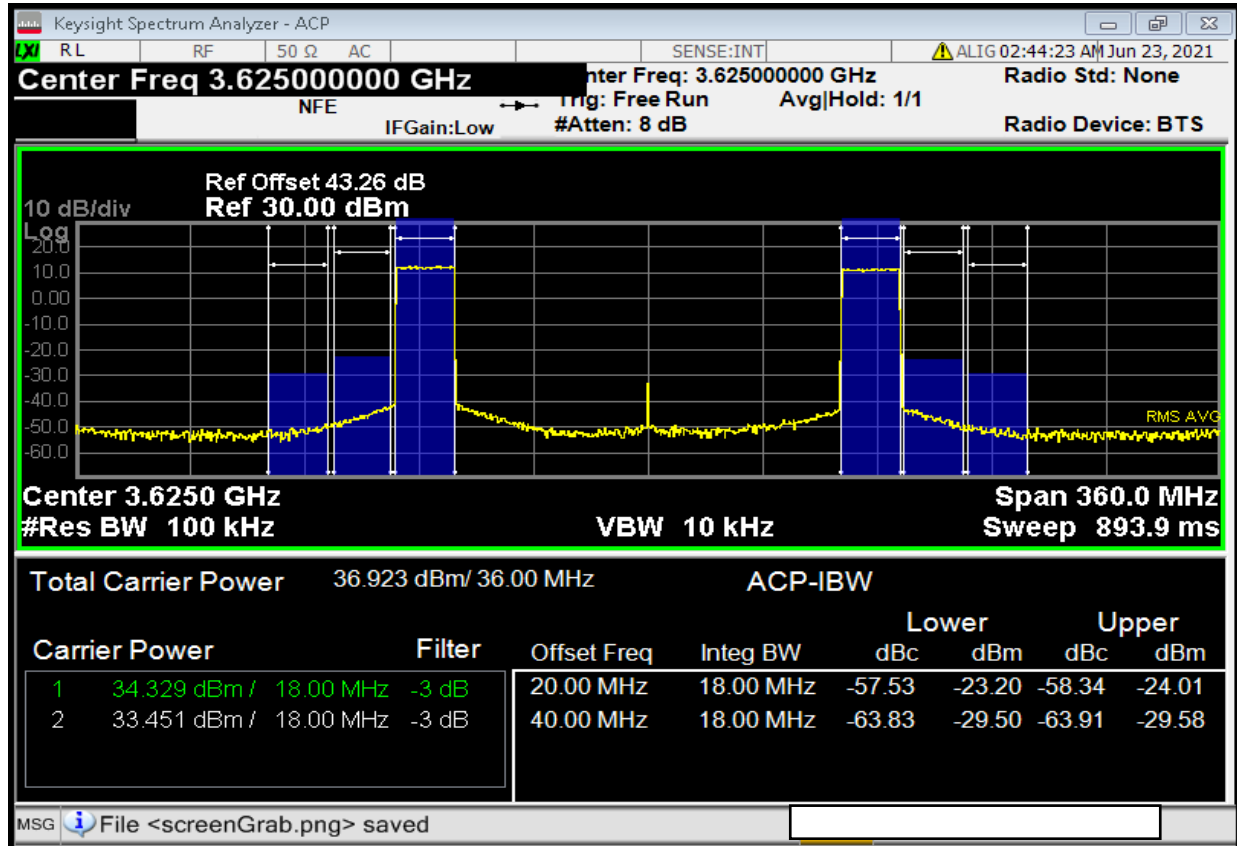 Keysight Spectrum Analyzer - ACP
LXI RL RF 50 Ω AC SENSE:INT ALIG 02:44:23 AM Jun 23, 2021
Center Freq 3.625000000 GHz nter Freq: 3.625000000 GHz Radio Std: None
NFE Trig: Free Run Avg|Hold: 1/1
IFGain:Low #Atten: 8 dB Radio Device: BTS
Ref Offset 43.26 dB
10 dB/div Ref 30.00 dBm
Log
20.0
10.0
0.00
-10.0
-20.0
-30.0
-40.0
-50.0 RMS AVG
-60.0
Center 3.6250 GHz Span 360.0 MHz
#Res BW 100 kHz VBW 10 kHz Sweep 893.9 ms
Total Carrier Power 36.923 dBm/ 36.00 MHz ACP-IBW
Lower Upper
Carrier Power Filter Offset Freq Integ BW dBc dBm dBc dBm
1 34.329 dBm / 18.00 MHz -3 dB 20.00 MHz 18.00 MHz -57.53 -23.20 -58.34 -24.01
2 33.451 dBm / 18.00 MHz -3 dB 40.00 MHz 18.00 MHz -63.83 -29.50 -63.91 -29.58
MSG File <screenGrab.png> saved